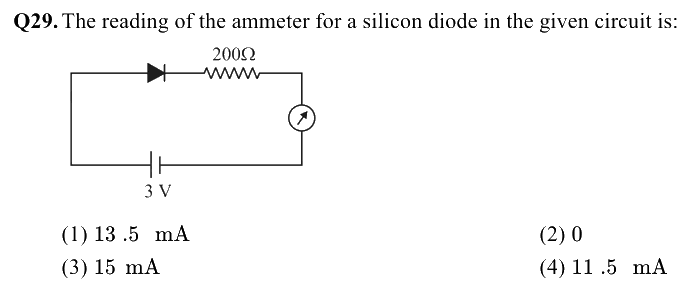 Q29. The reading of the ammeter for a silicon diode in the given circuit is:
200Ω
3 V
(1) 13 .5 mA
(2) 0
(3) 15 mA
(4) 11 .5 mA